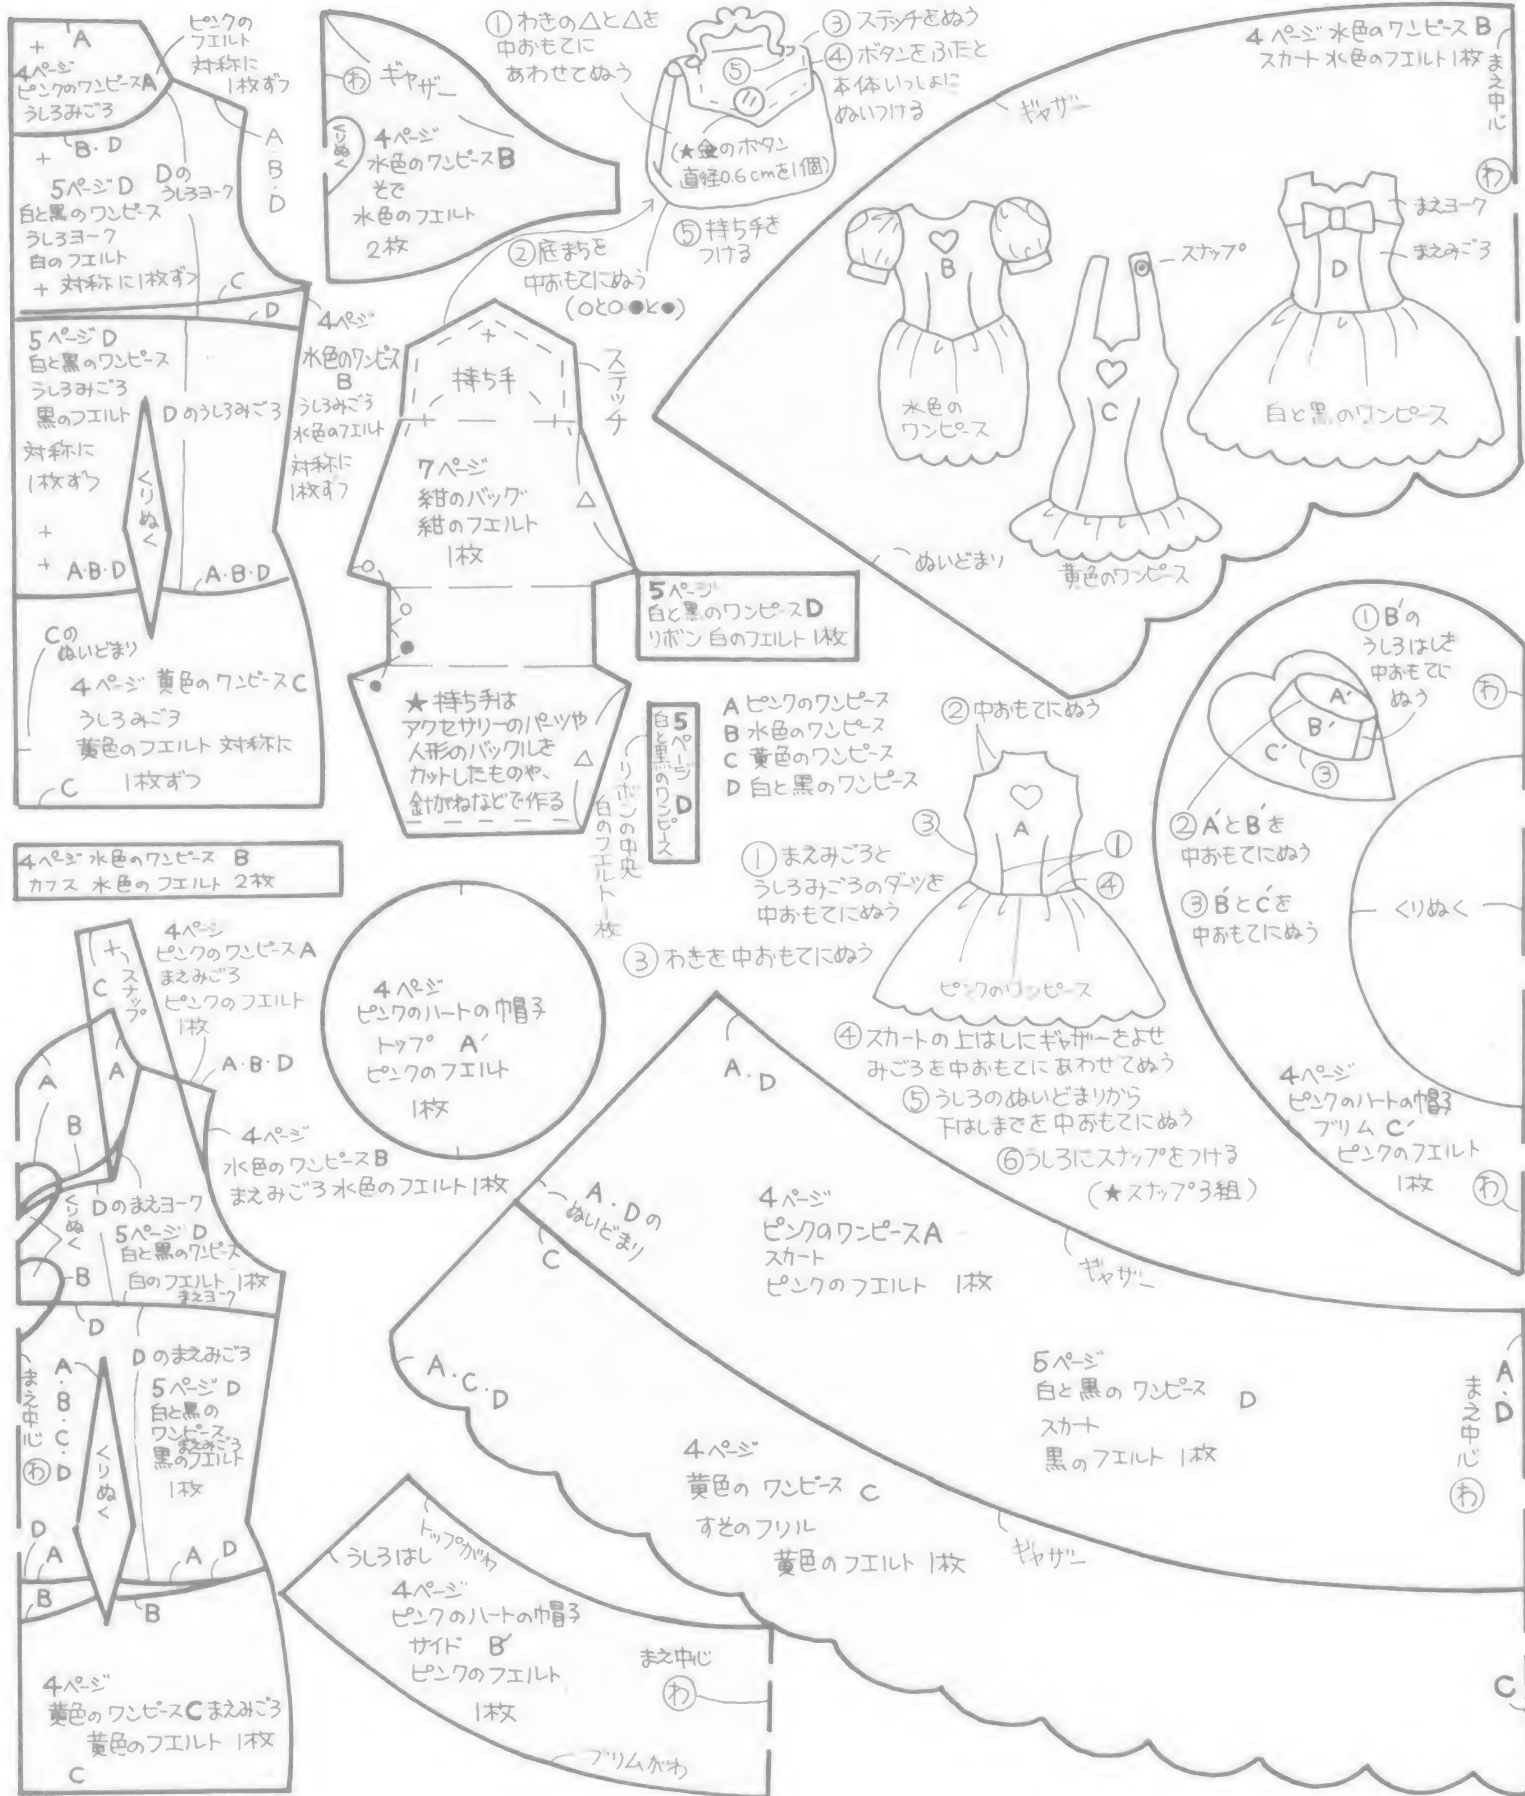 A
ピンクの
フエルト
対称に
1枚ずつ
4ページ
ピンクのワンピースA
うしろみごろ
B・D
A・B・D
5ページD
白と黒のワンピース
うしろヨーク
白のフエルト
対称に1枚ずつ
Dの
うしろヨーク
C
D
5ページD
白と黒のワンピース
うしろみごろ
黒のフエルト
対称に
1枚ずつ
Dのうしろみごろ
くりぬく
A・B・D
A・B・D
4ページ
水色のワンピース
B
うしろみごろ
水色のフエルト
対称に
1枚ずつ
Cの
ぬいどまり
4ページ 黄色のワンピースC
うしろみごろ
黄色のフエルト 対称に
1枚ずつ
C
わ
ギャザー
くりぬく
4ページ
水色のワンピースB
そで
水色のフエルト
2枚
①わきの△と△を
中おもてに
あわせてぬう
②底まちを
中おもてにぬう
(○と○●と●)
③ステッチをぬう
④ボタンをふたと
本体いっしょに
ぬいつける
⑤
(★金のボタン
直径0.6cmを1個)
⑤持ち手を
つける
持ち手
ステッチ
7ページ
紺のバッグ
紺のフエルト
1枚
△
○
○
●
●
★持ち手は
アクセサリーのパーツや
人形のバックルを
カットしたものや、
針がねなどで作る
△
5ページ
白と黒のワンピースD
リボン 白のフエルト 1枚
5ページ D
白と黒のワンピース
リボンの中央
白のフエルト1枚
4ページ 水色のワンピース B
スカート 水色のフエルト1枚
まえ中心
わ
ギャザー
B
水色の
ワンピース
スナップ
C
黄色のワンピース
まえヨーク
まえみごろ
D
白と黒のワンピース
ぬいどまり
A ピンクのワンピース
B 水色のワンピース
C 黄色のワンピース
D 白と黒のワンピース
②中おもてにぬう
③
A
①
④
ピンクのワンピース
①まえみごろと
うしろみごろのダーツを
中おもてにぬう
③わきを中おもてにぬう
④スカートの上はしにギャザーをよせ
みごろを中おもてにあわせてぬう
⑤うしろのぬいどまりから
下はしまでを中おもてにぬう
⑥うしろにスナップをつける
(★スナップ3組)
①B′の
うしろはしを
中おもてに
ぬう
A′
B′
C′
③
②A′とB′を
中おもてにぬう
③B′とC′を
中おもてにぬう
わ
くりぬく
4ページ
ピンクのハートの帽子
ブリム C′
ピンクのフエルト
1枚
わ
4ページ 水色のワンピース B
カフス 水色のフエルト 2枚
4ページ
ピンクのワンピースA
まえみごろ
ピンクのフエルト
1枚
C
スナップ
A
A
A・B・D
B
4ページ
水色のワンピースB
まえみごろ 水色のフエルト1枚
くりぬく
Dのまえヨーク
5ページ D
白と黒のワンピース
白のフエルト 1枚
まえヨーク
B
D
まえ中心
わ
A・B・C・D
くりぬく
Dのまえみごろ
5ページ D
白と黒の
ワンピース
まえみごろ
黒のフエルト
1枚
D
A
A
D
B
B
4ページ
黄色のワンピースCまえみごろ
黄色のフエルト 1枚
C
4ページ
ピンクのハートの帽子
トップ A′
ピンクのフエルト
1枚
A・D
A・Dの
ぬいどまり
C
4ページ
ピンクのワンピースA
スカート
ピンクのフエルト 1枚
ギャザー
5ページ
白と黒のワンピース D
スカート
黒のフエルト 1枚
A・D
まえ中心
わ
A・C・D
4ページ
黄色のワンピース C
すそのフリル
黄色のフエルト 1枚
ギャザー
C
トップがわ
うしろはし
4ページ
ピンクのハートの帽子
サイド B′
ピンクのフエルト
1枚
まえ中心
わ
ブリムがわ